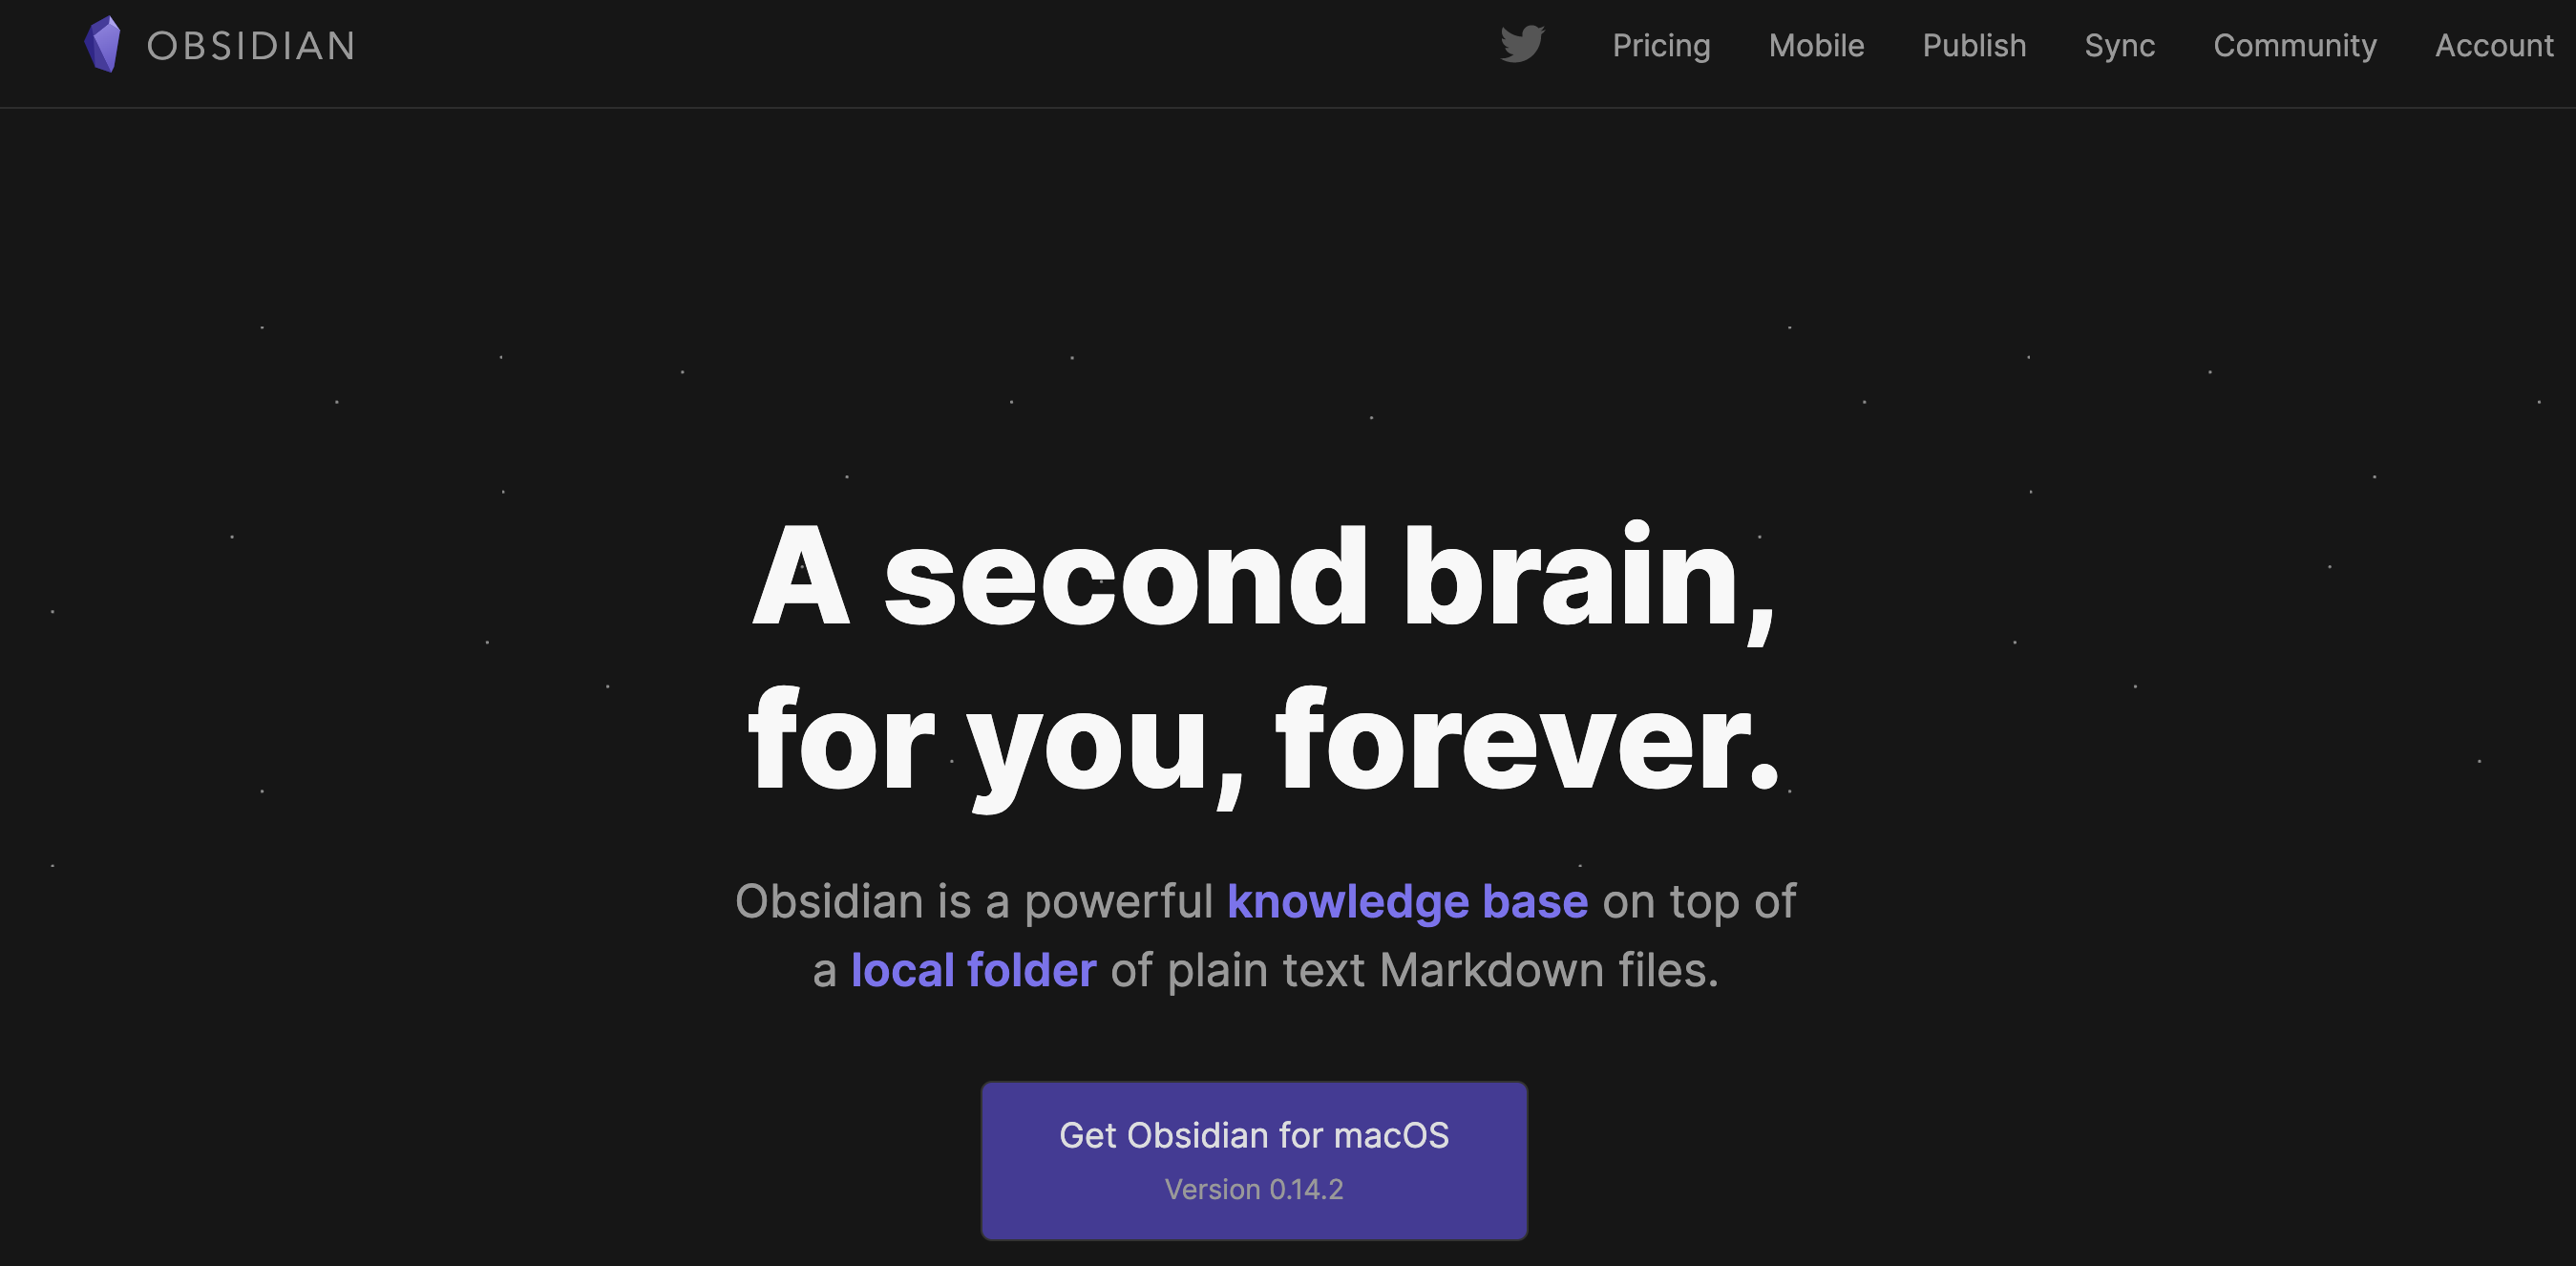 OBSIDIAN
Pricing Mobile Publish Sync Community Account
A second brain,
for you, forever.
Obsidian is a powerful knowledge base on top of
a local folder of plain text Markdown files.
Get Obsidian for macOS
Version 0.14.2